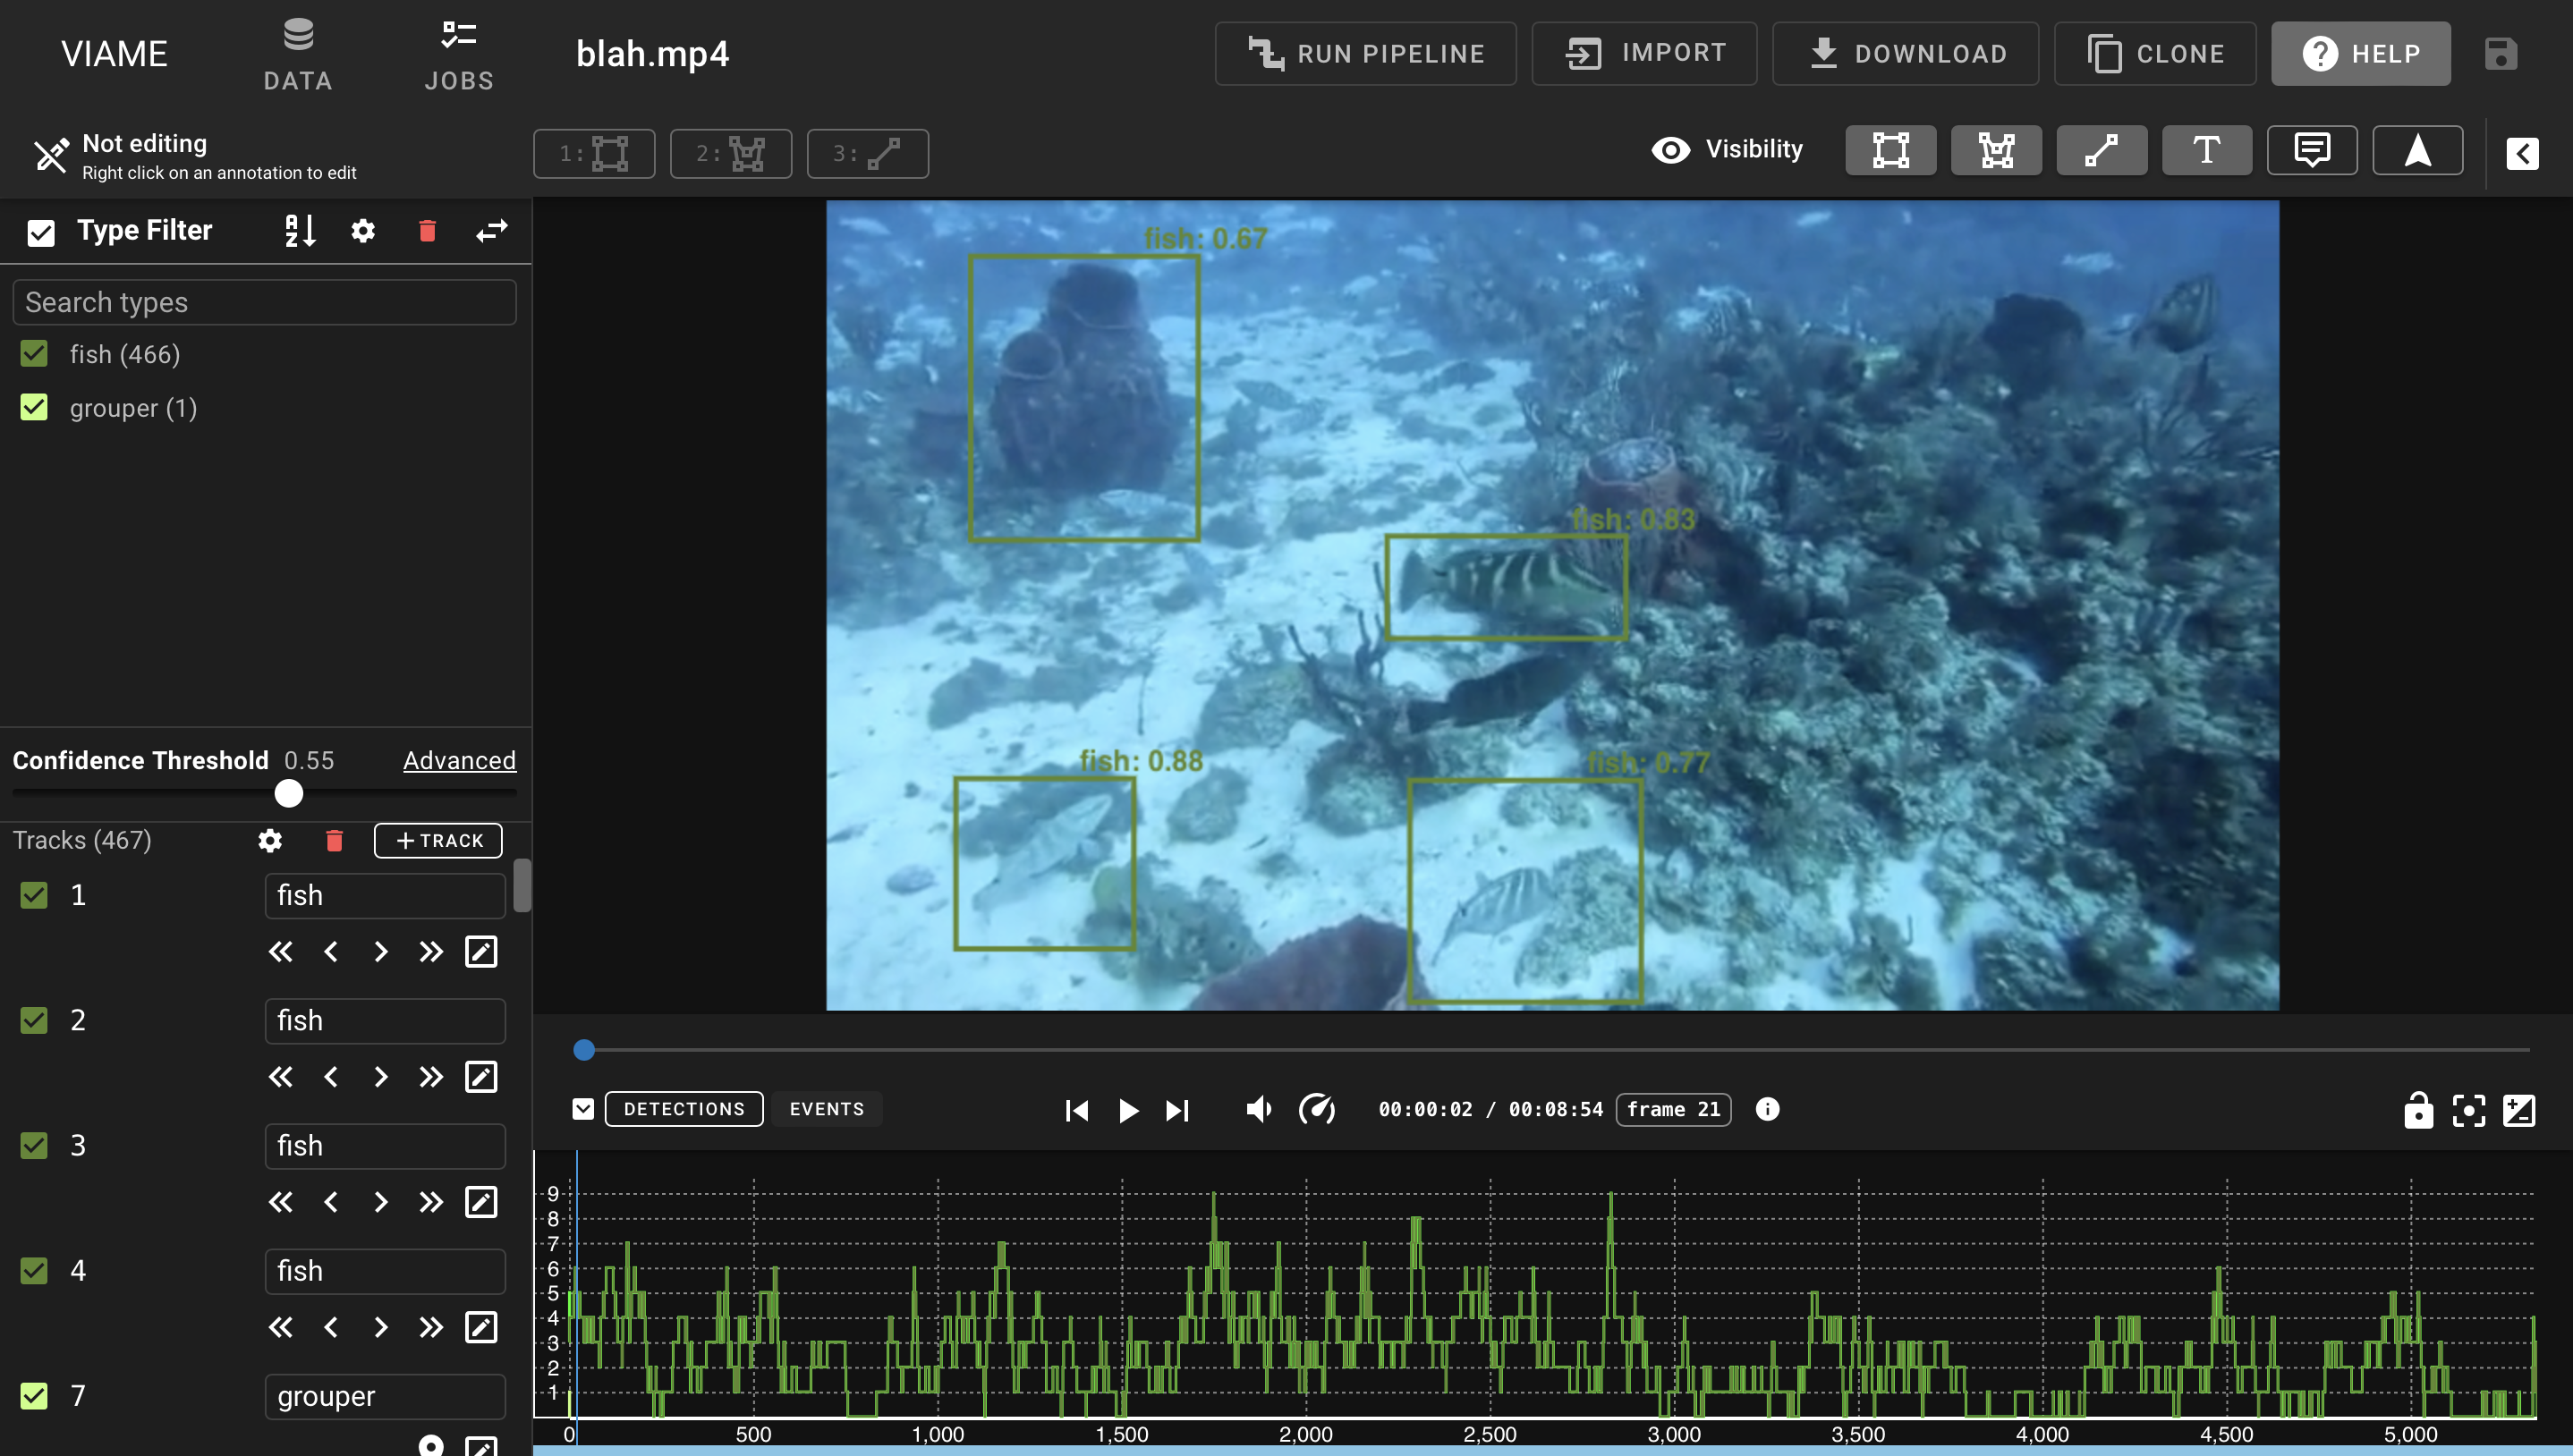 VIAME
DATA
JOBS
blah.mp4
RUN PIPELINE
IMPORT
DOWNLOAD
CLONE
HELP
Not editing
Right click on an annotation to edit
1:
2:
3:
Visibility
T
Type Filter
A
Z
Search types
fish (466)
grouper (1)
Confidence Threshold 0.55 Advanced
Tracks (467)
+ TRACK
1 fish
2 fish
3 fish
4 fish
7 grouper
fish: 0.67
fish: 0.83
fish: 0.88
fish: 0.77
DETECTIONS
EVENTS
00:00:02 / 00:08:54
frame 21
9
8
7
6
5
4
3
2
1
0 500 1,000 1,500 2,000 2,500 3,000 3,500 4,000 4,500 5,000